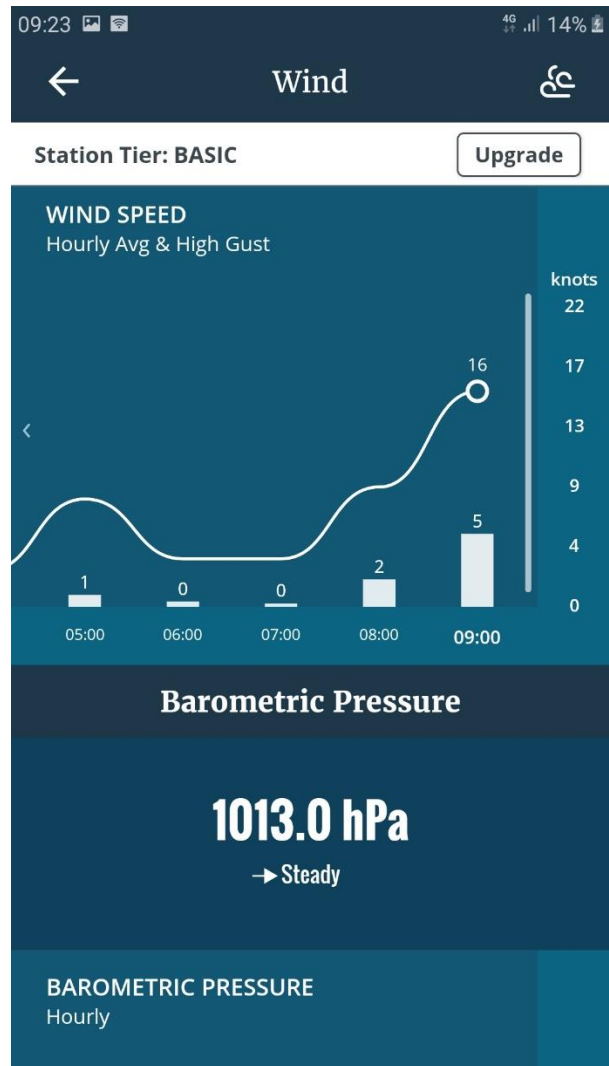 09:23 4G 14%
Wind
Station Tier: BASIC Upgrade
WIND SPEED
Hourly Avg & High Gust
knots
22
16 17
13
9
5
4
2
1 0 0
0
05:00 06:00 07:00 08:00 09:00
Barometric Pressure
1013.0 hPa
Steady
BAROMETRIC PRESSURE
Hourly